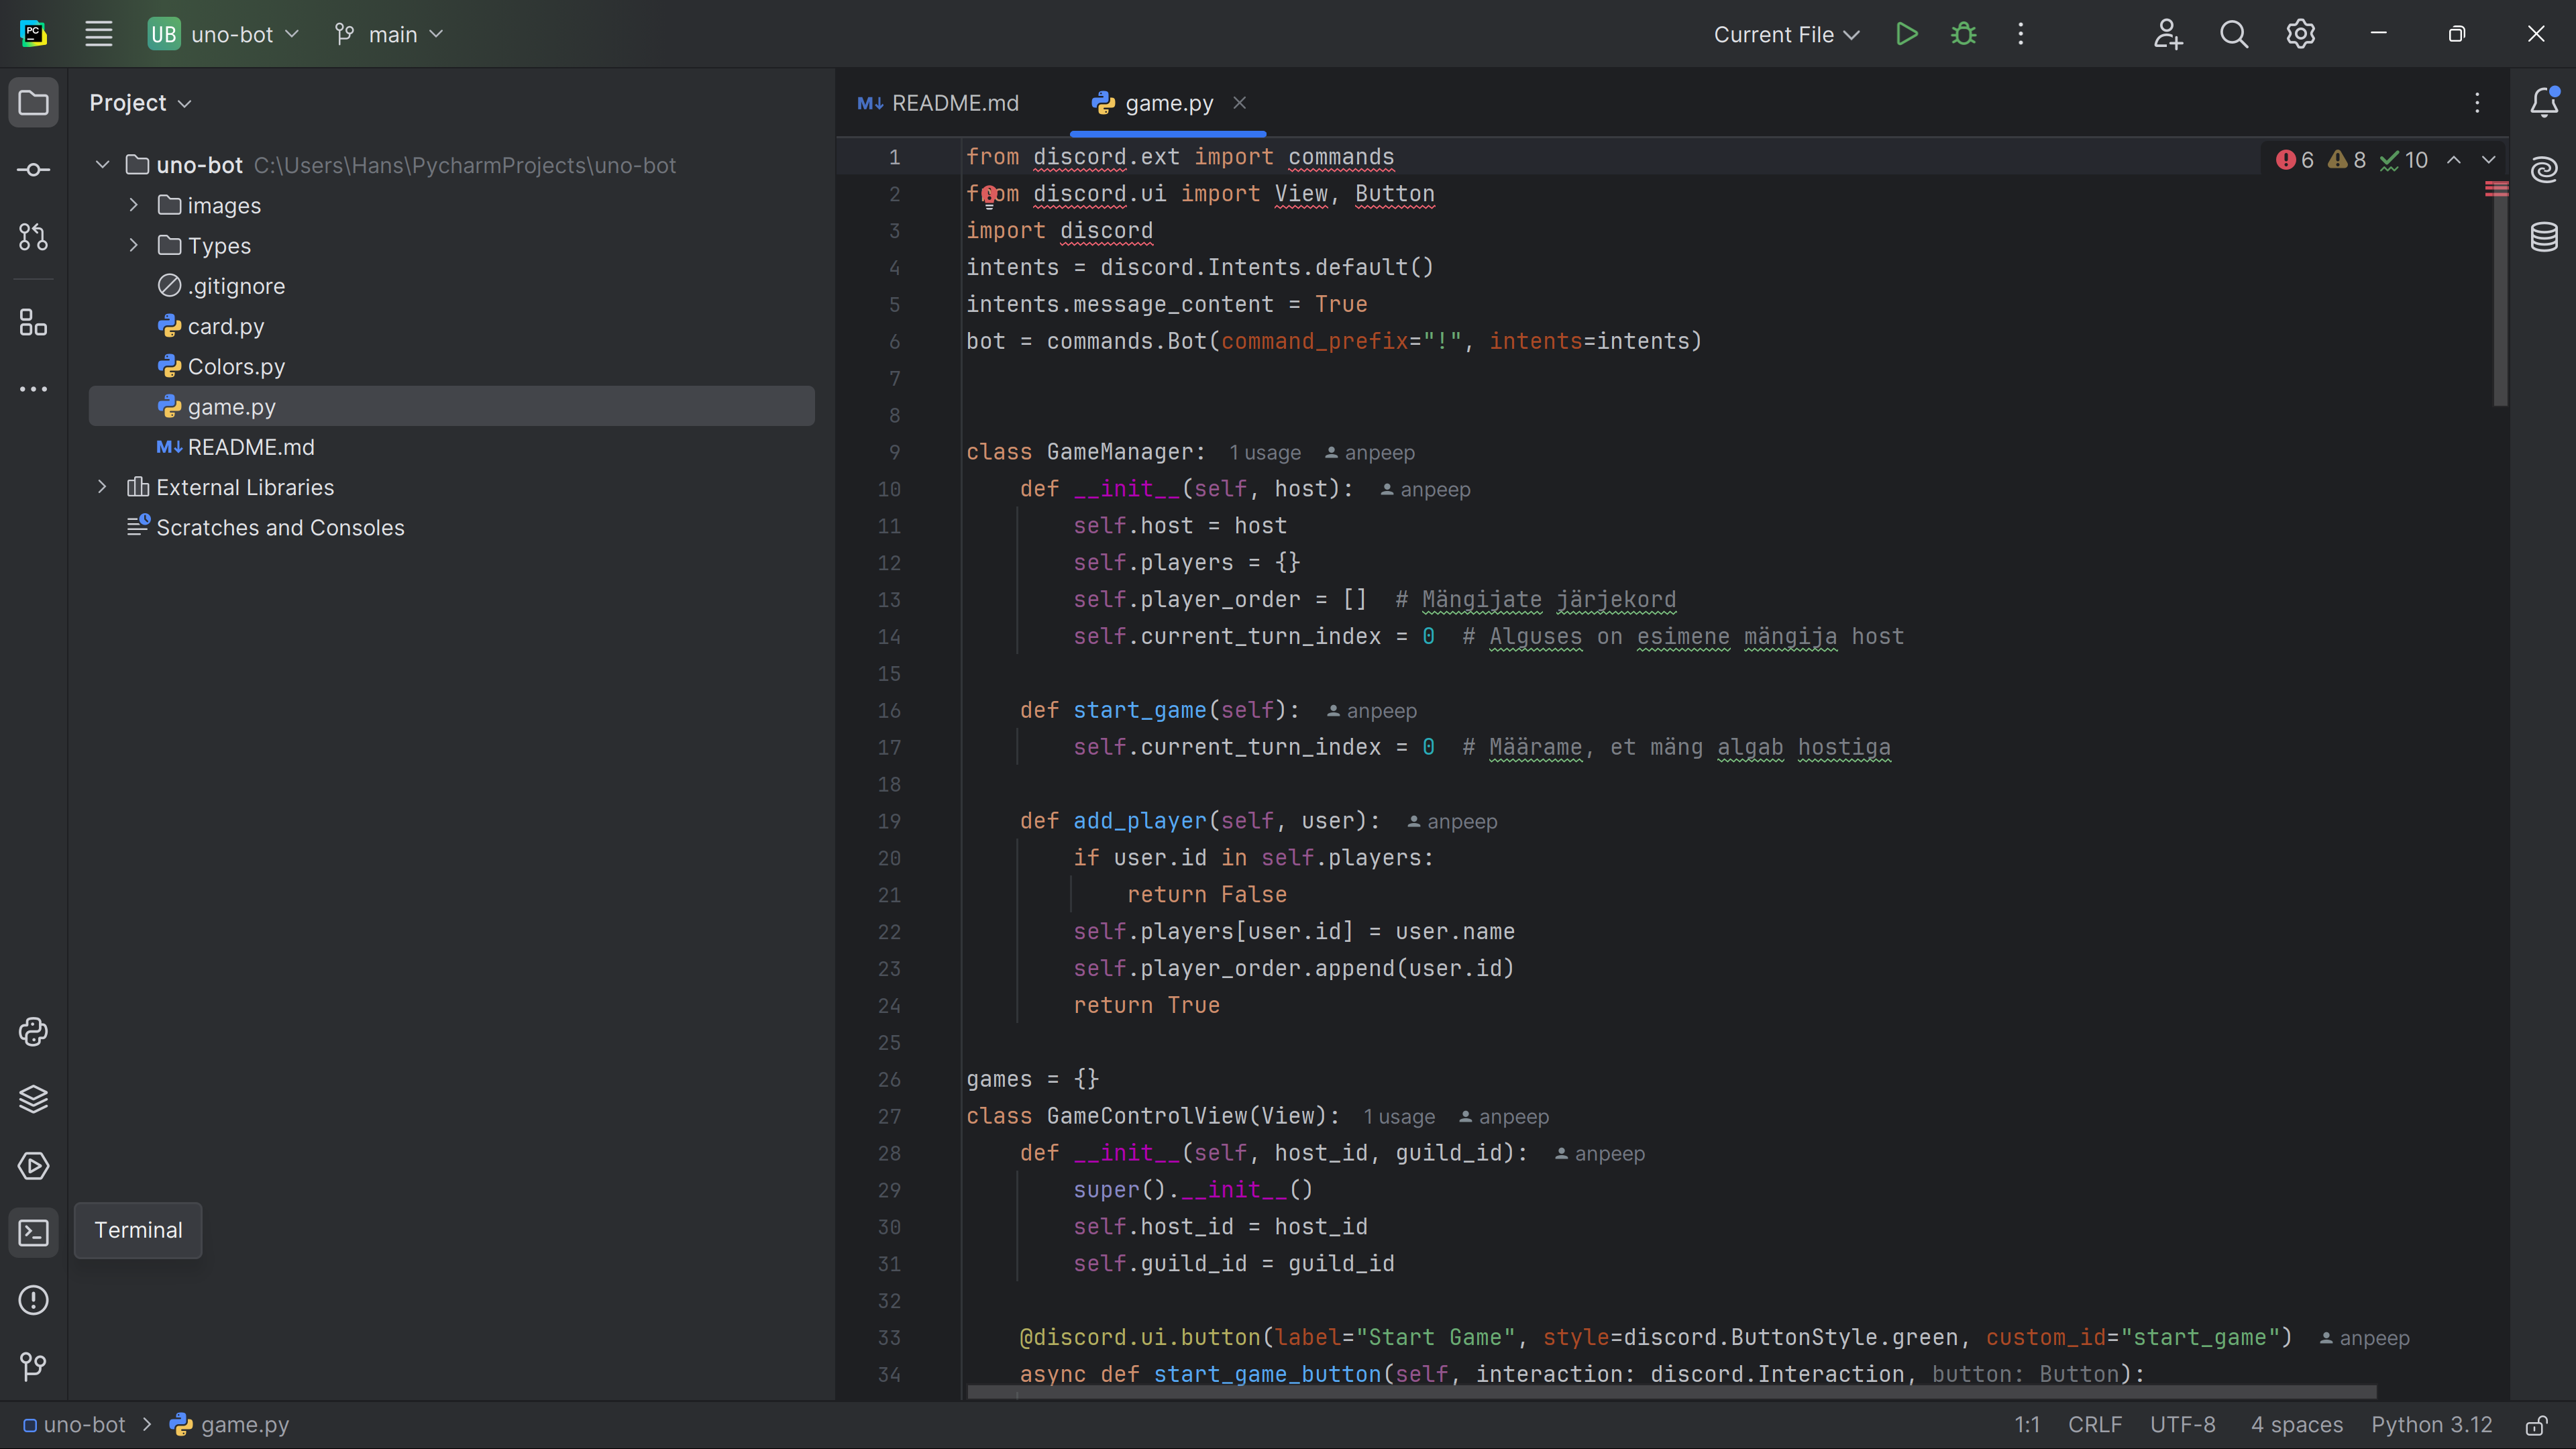 PC UB uno-bot main Current File
Project
README.md game.py
uno-bot C:\Users\Hans\PycharmProjects\uno-bot
images
Types
.gitignore
card.py
Colors.py
game.py
README.md
External Libraries
Scratches and Consoles
Terminal
6 8 10
1 from discord.ext import commands
2 from discord.ui import View, Button
3 import discord
4 intents = discord.Intents.default()
5 intents.message_content = True
6 bot = commands.Bot(command_prefix="!", intents=intents)
7
8
9 class GameManager: 1 usage anpeep
10 def __init__(self, host): anpeep
11 self.host = host
12 self.players = {}
13 self.player_order = [] # Mängijate järjekord
14 self.current_turn_index = 0 # Alguses on esimene mängija host
15
16 def start_game(self): anpeep
17 self.current_turn_index = 0 # Määrame, et mäng algab hostiga
18
19 def add_player(self, user): anpeep
20 if user.id in self.players:
21 return False
22 self.players[user.id] = user.name
23 self.player_order.append(user.id)
24 return True
25
26 games = {}
27 class GameControlView(View): 1 usage anpeep
28 def __init__(self, host_id, guild_id): anpeep
29 super().__init__()
30 self.host_id = host_id
31 self.guild_id = guild_id
32
33 @discord.ui.button(label="Start Game", style=discord.ButtonStyle.green, custom_id="start_game") anpeep
34 async def start_game_button(self, interaction: discord.Interaction, button: Button):
uno-bot game.py 1:1 CRLF UTF-8 4 spaces Python 3.12